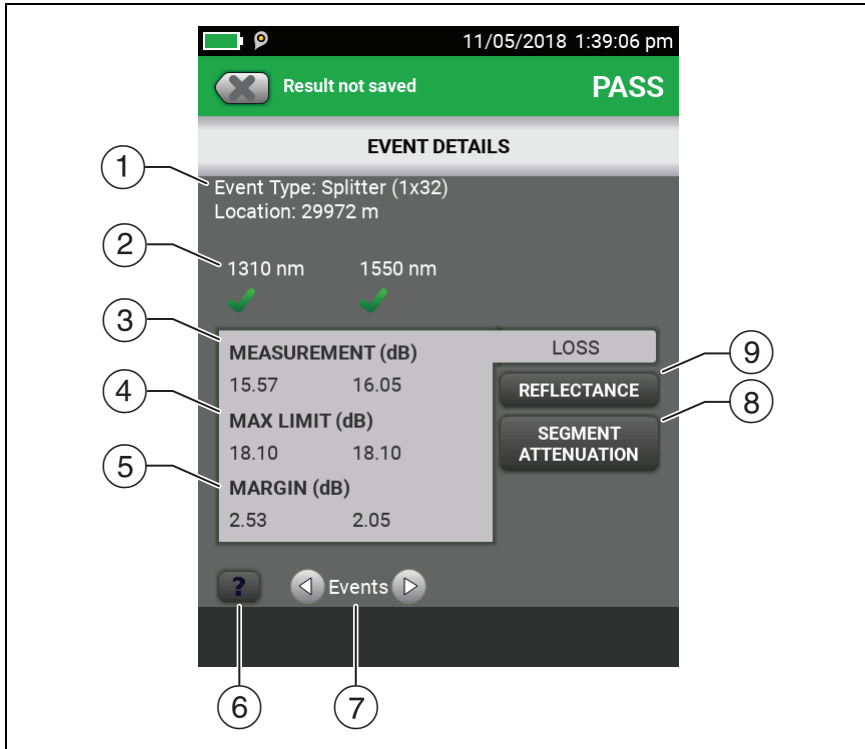 11/05/2018 1:39:06 pm
Result not saved PASS
EVENT DETAILS
1
Event Type: Splitter (1x32)
Location: 29972 m
2
1310 nm 1550 nm
3
MEASUREMENT (dB) LOSS
9
15.57 16.05 REFLECTANCE
4
8
MAX LIMIT (dB)
SEGMENT
ATTENUATION
18.10 18.10
5
MARGIN (dB)
2.53 2.05
? Events
6 7